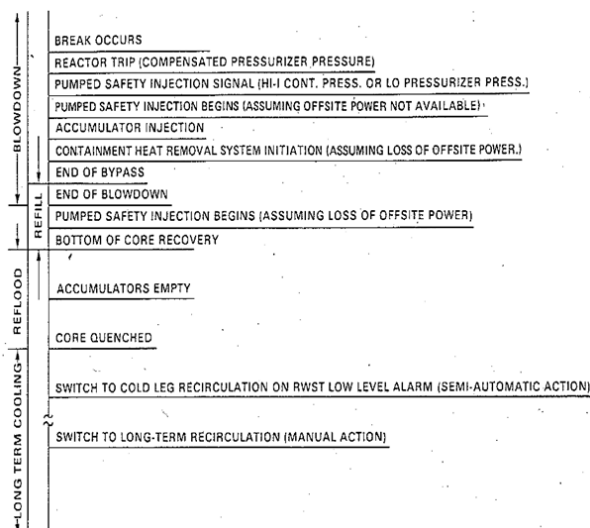 BLOWDOWN
REFILL
REFLOOD
LONG TERM COOLING
BREAK OCCURS
REACTOR TRIP (COMPENSATED PRESSURIZER PRESSURE)
PUMPED SAFETY INJECTION SIGNAL (HI-I CONT. PRESS. OR LO PRESSURIZER PRESS.)
PUMPED SAFETY INJECTION BEGINS (ASSUMING OFFSITE POWER NOT AVAILABLE)
ACCUMULATOR INJECTION
CONTAINMENT HEAT REMOVAL SYSTEM INITIATION (ASSUMING LOSS OF OFFSITE POWER.)
END OF BYPASS
END OF BLOWDOWN
PUMPED SAFETY INJECTION BEGINS (ASSUMING LOSS OF OFFSITE POWER)
BOTTOM OF CORE RECOVERY
ACCUMULATORS EMPTY
CORE QUENCHED
SWITCH TO COLD LEG RECIRCULATION ON RWST LOW LEVEL ALARM (SEMI-AUTOMATIC ACTION)
SWITCH TO LONG-TERM RECIRCULATION (MANUAL ACTION)